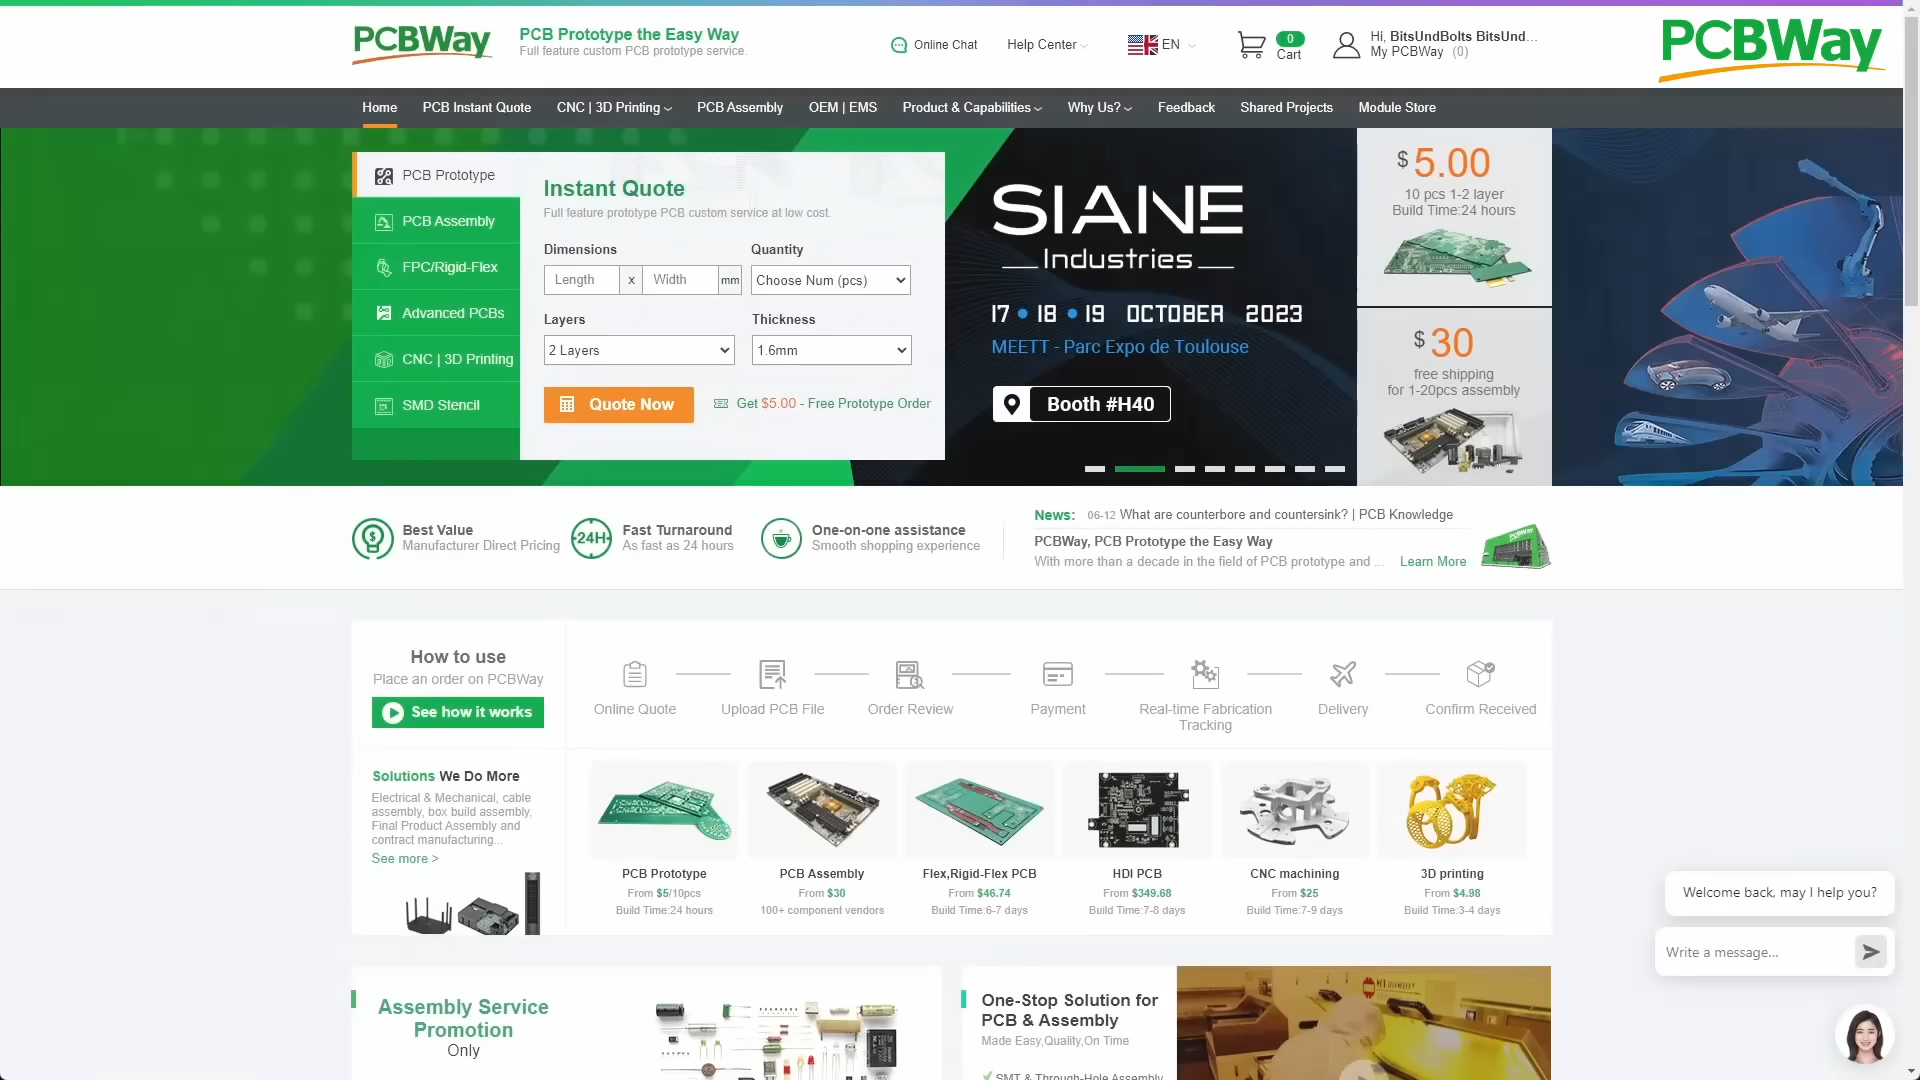 PCBWay
PCB Prototype the Easy Way
Full feature custom PCB prototype service.
Online Chat
Help Center
EN
0
Cart
Hi, BitsUndBolts BitsUnd...
My PCBWay (0)
PCBWay
Home
PCB Instant Quote
CNC | 3D Printing
PCB Assembly
OEM | EMS
Product & Capabilities
Why Us?
Feedback
Shared Projects
Module Store
PCB Prototype
PCB Assembly
FPC/Rigid-Flex
Advanced PCBs
CNC | 3D Printing
SMD Stencil
Instant Quote
Full feature prototype PCB custom service at low cost.
Dimensions
Quantity
Length x Width mm
Choose Num (pcs)
Layers
Thickness
2 Layers
1.6mm
Quote Now
Get $5.00 - Free Prototype Order
SIANE
Industries
17 • 18 • 19 OCTOBER 2023
MEETT - Parc Expo de Toulouse
Booth #H40
$ 5.00
10 pcs 1-2 layer
Build Time:24 hours
$ 30
free shipping
for 1-20pcs assembly
Best Value
Manufacturer Direct Pricing
24H
Fast Turnaround
As fast as 24 hours
One-on-one assistance
Smooth shopping experience
News: 06-12 What are counterbore and countersink? | PCB Knowledge
PCBWay, PCB Prototype the Easy Way
With more than a decade in the field of PCB prototype and ... Learn More
How to use
Place an order on PCBWay
See how it works
Online Quote
Upload PCB File
Order Review
Payment
Real-time Fabrication
Tracking
Delivery
Confirm Received
Solutions We Do More
Electrical & Mechanical, cable
assembly, box build assembly,
Final Product Assembly and
contract manufacturing...
See more >
PCB Prototype
From $5/10pcs
Build Time:24 hours
PCB Assembly
From $30
100+ component vendors
Flex,Rigid-Flex PCB
From $46.74
Build Time:6-7 days
HDI PCB
From $349.68
Build Time:7-8 days
CNC machining
From $25
Build Time:7-9 days
3D printing
From $4.98
Build Time:3-4 days
Welcome back, may I help you?
Write a message...
Assembly Service
Promotion
Only
One-Stop Solution for
PCB & Assembly
Made Easy,Quality,On Time
SMT & Through-Hole Assembly